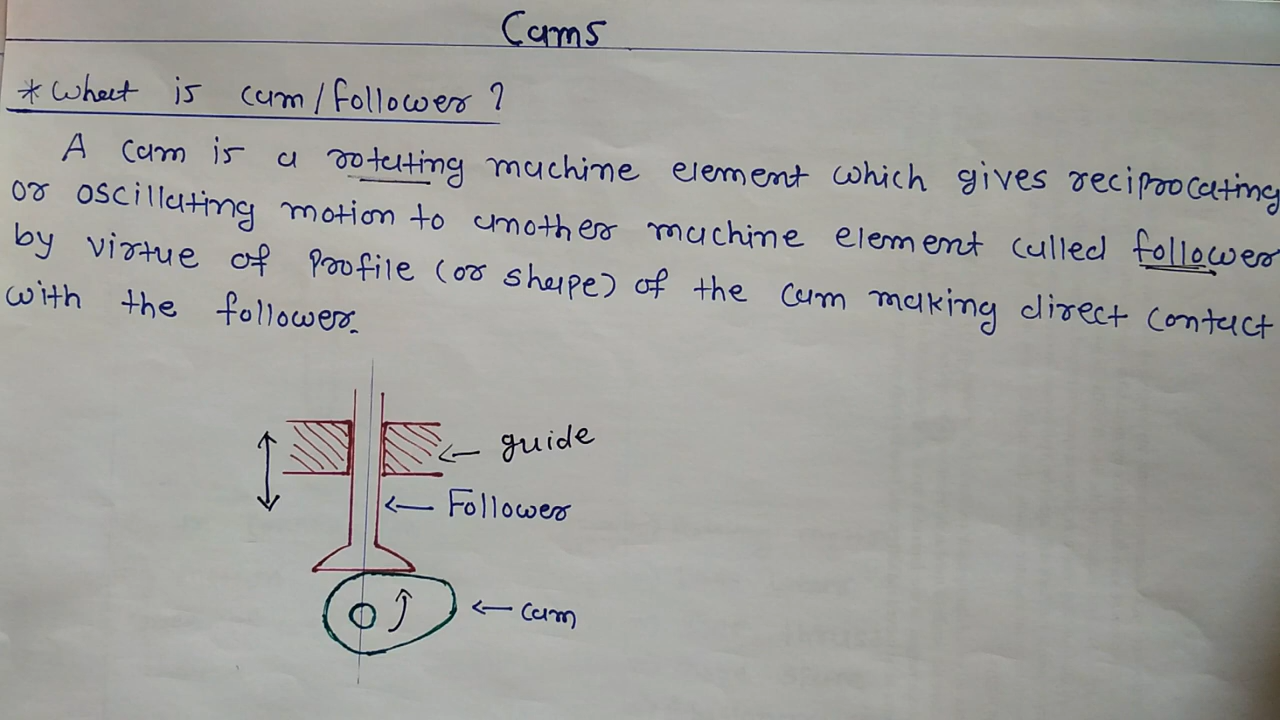 Cams
* What is cam/follower ?
A cam is a rotating machine element which gives reciprocating
or oscillating motion to another machine element called follower
by virtue of profile (or shape) of the cam making direct contact
with the follower.
guide
Follower
cam